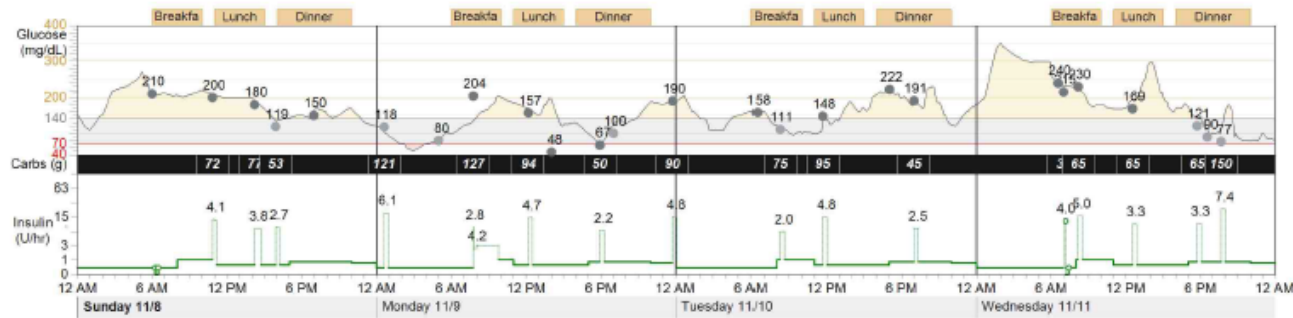 Breakfa Lunch Dinner Breakfa Lunch Dinner Breakfa Lunch Dinner Breakfa Lunch Dinner
400
Glucose
(mg/dL)
300
200
140
70
40
210 200 180 119 150 118 80 204 157 48 67 100 190 158 111 148 222 191 240 230 169 121 90 77
Carbs (g) 72 77 53 121 127 94 50 90 75 95 45 65 65 65 150
63
Insulin
(U/hr)
15
3
1
0
4.1 3.8 2.7 6.1 2.8 4.2 4.7 2.2 4.8 2.0 4.8 2.5 4.0 5.0 3.3 3.3 7.4
12 AM 6 AM 12 PM 6 PM 12 AM 6 AM 12 PM 6 PM 12 AM 6 AM 12 PM 6 PM 12 AM 6 AM 12 PM 6 PM 12 AM
Sunday 11/8 Monday 11/9 Tuesday 11/10 Wednesday 11/11